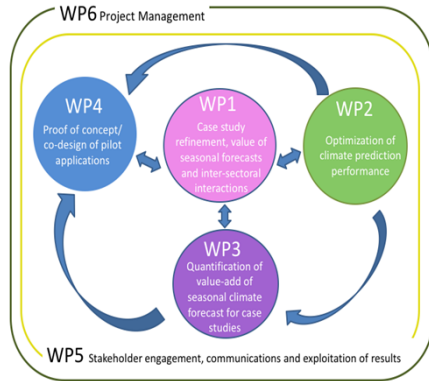 WP6 Project Management
WP4
Proof of concept/
co-design of pilot
applications
WP1
Case study
refinement, value of
seasonal forecasts
and inter-sectoral
interactions
WP2
Optimization of
climate prediction
performance
WP3
Quantification of
value-add of
seasonal climate
forecast for case
studies
WP5 Stakeholder engagement, communications and exploitation of results